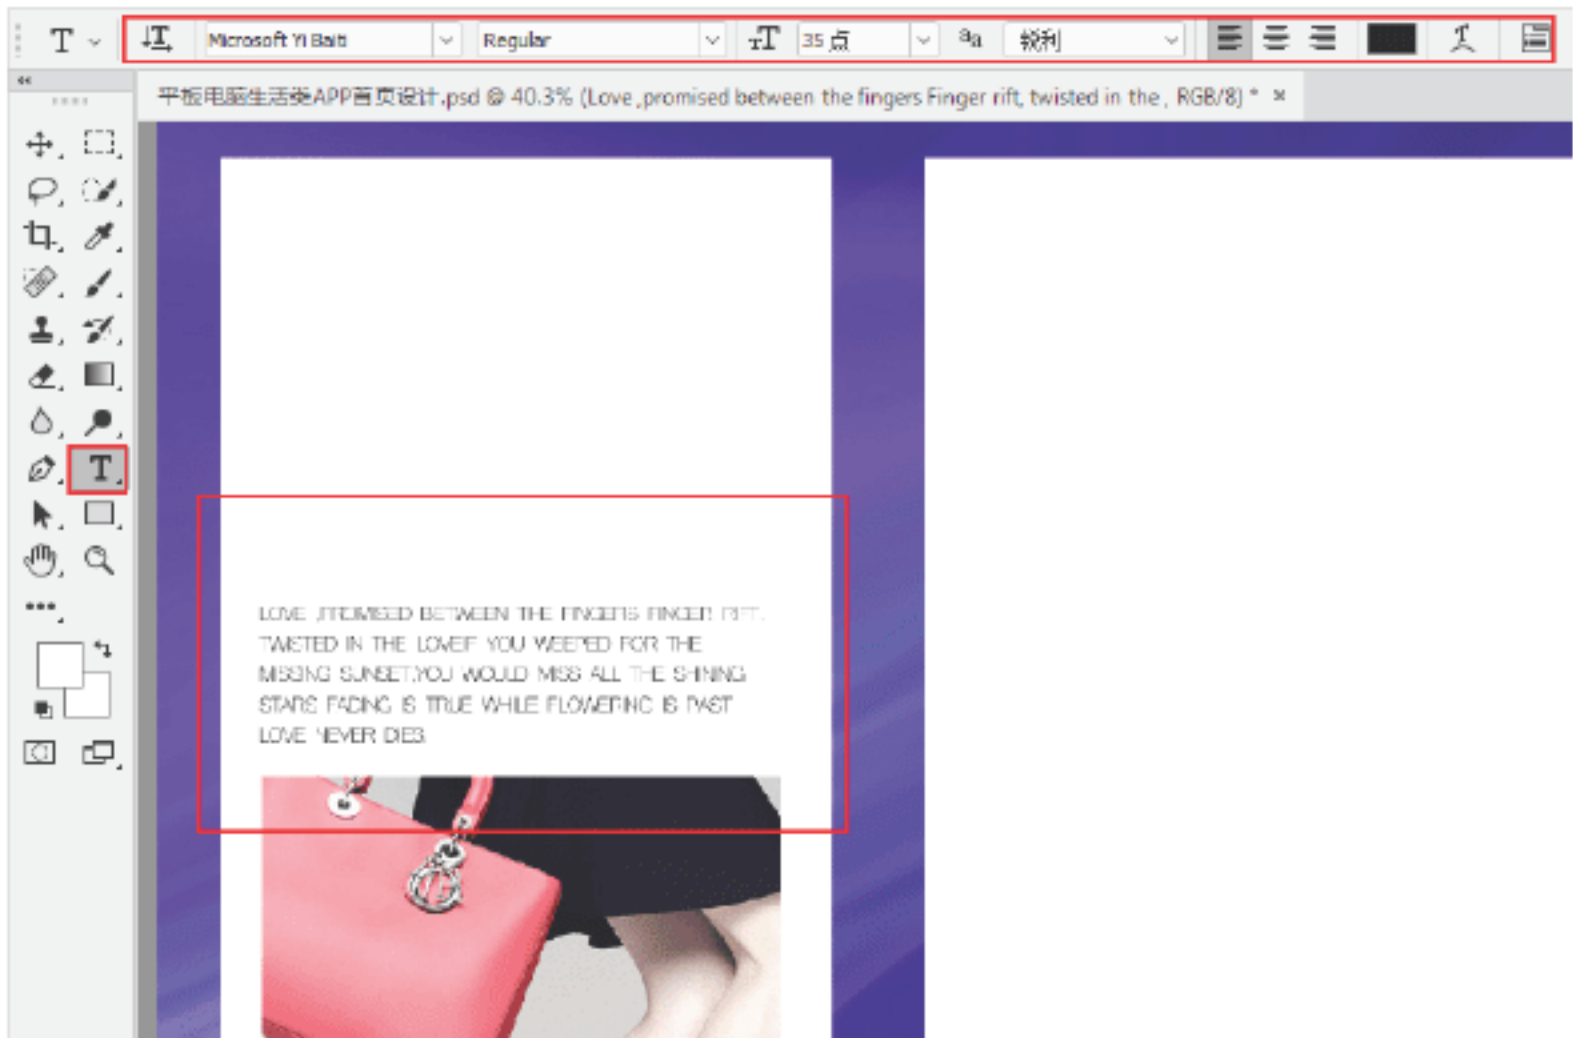 Microsoft Yi Baiti
Regular
35 点
aa
锐利
平板电脑生活类APP首页设计.psd @ 40.3% (Love ,promised between the fingers Finger rift, twisted in the , RGB/8) *
LOVE ,PROMISED BETWEEN THE FINGERS FINGER RIFT,
TWISTED IN THE LOVEIF YOU WEEPED FOR THE
MISSING SUNSET,YOU WOULD MISS ALL THE SHINING
STARS FADING IS TRUE WHILE FLOWERING IS PAST
LOVE NEVER DIES.